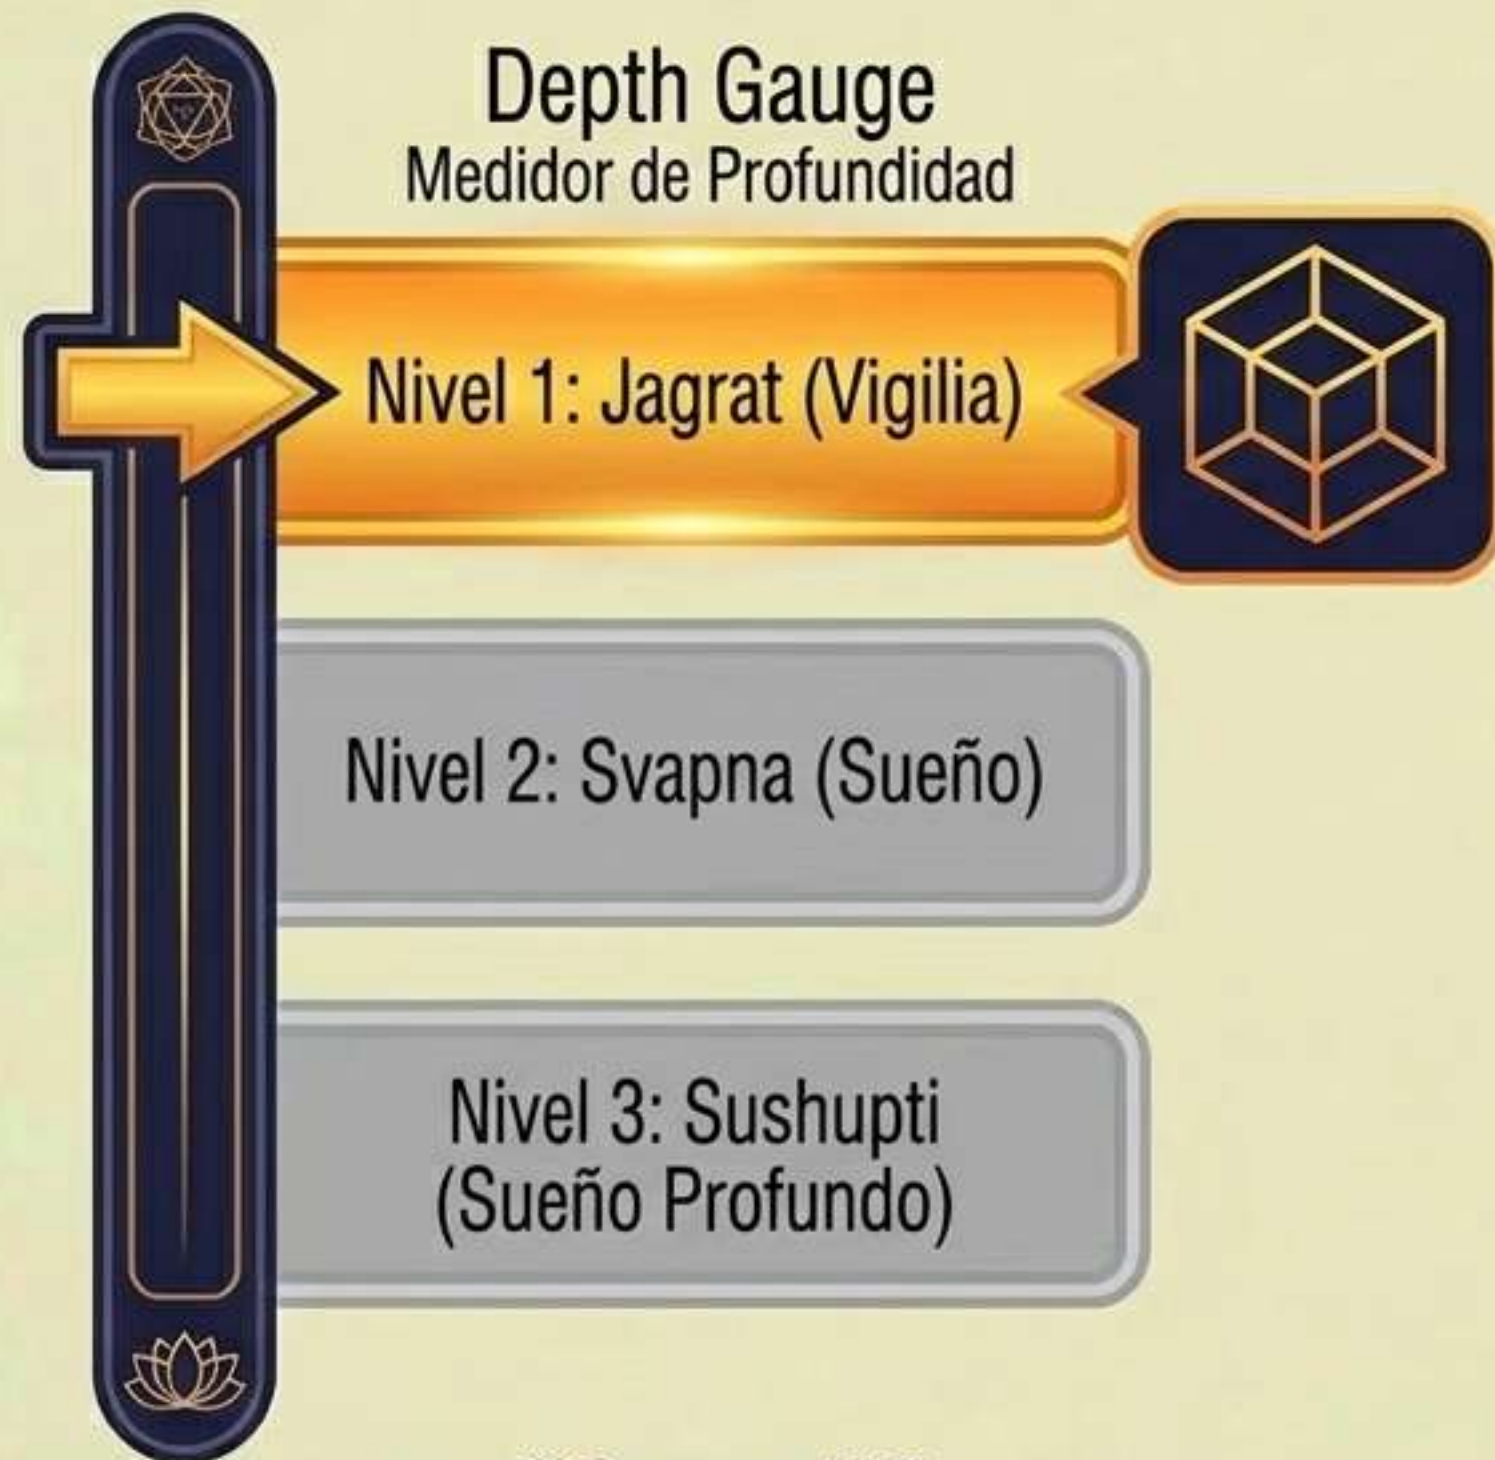 Depth Gauge
Medidor de Profundidad
Nivel 1: Jagrat (Vigilia)
Nivel 2: Svapna (Sueño)
Nivel 3: Sushupti
(Sueño Profundo)